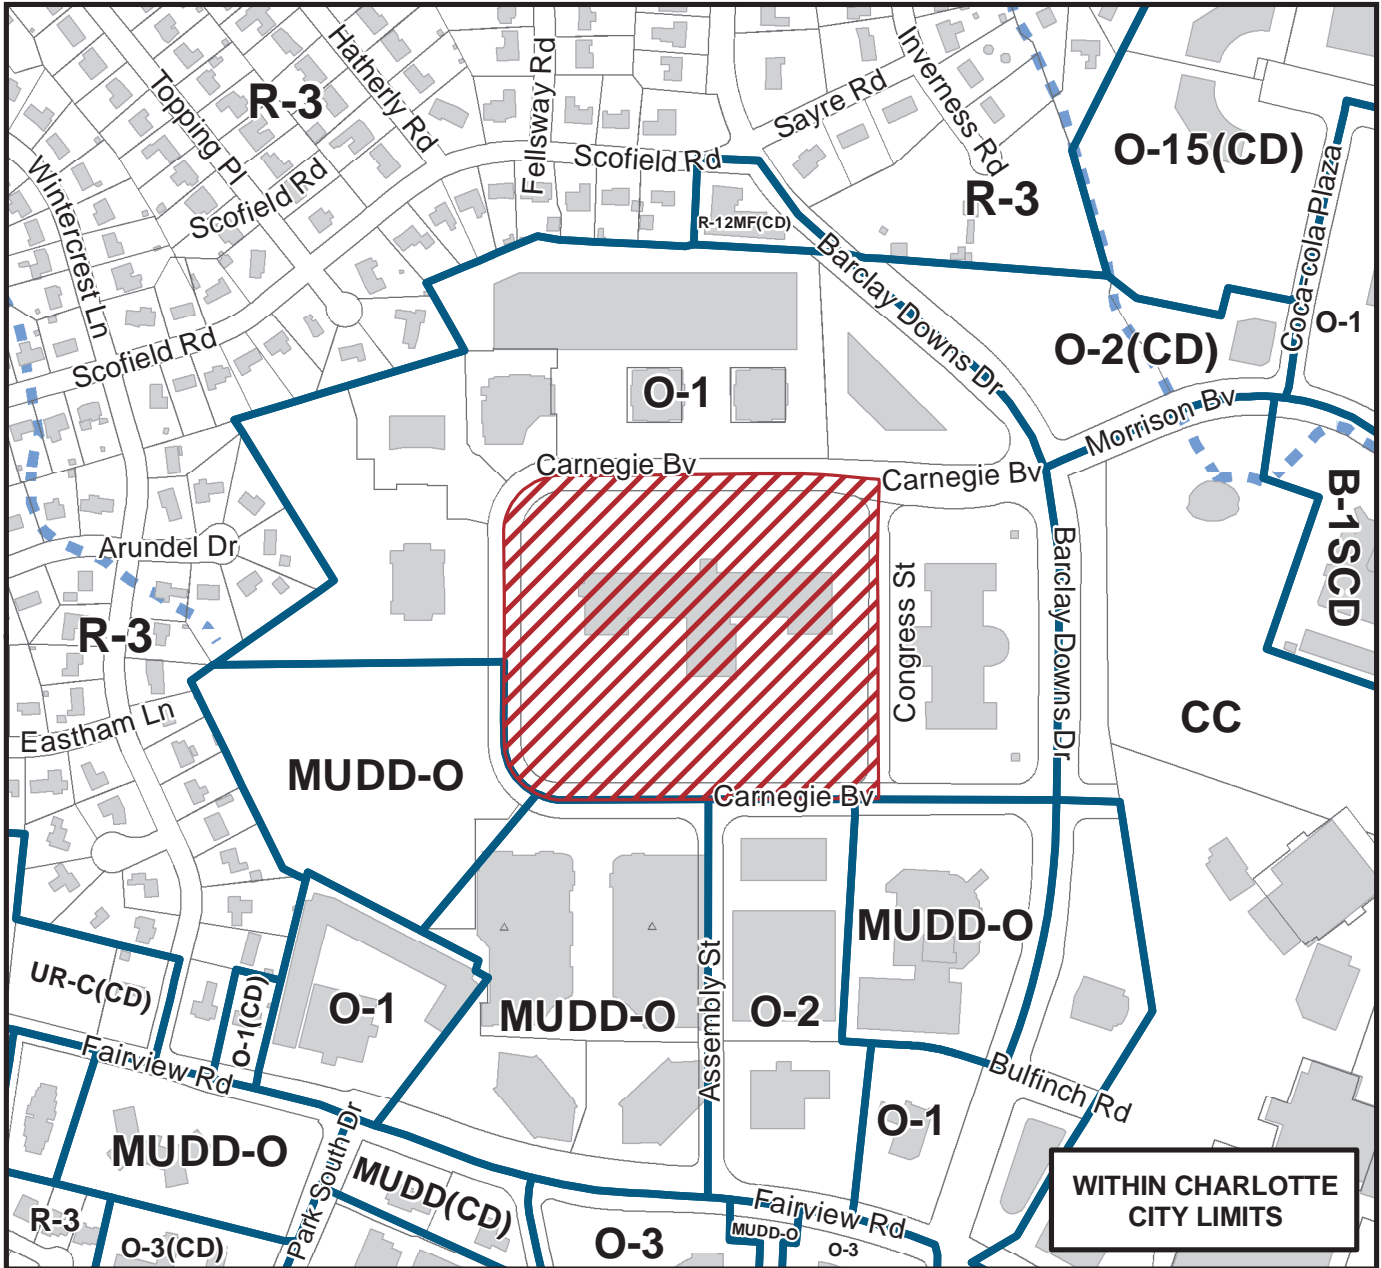 Hatherly Rd
Fellsway Rd
Inverness Rd
R-3
Topping Pl
Sayre Rd
O-15(CD)
Scofield Rd
Wintercrest Ln
Scofield Rd
R-3
Coca-cola Plaza
R-12MF(CD)
Barclay Downs Dr
O-1
O-2(CD)
Scofield Rd
O-1
Morrison Bv
Carnegie Bv
Carnegie Bv
B-1SCD
Arundel Dr
Barclay Downs Dr
Congress St
R-3
Eastham Ln
CC
MUDD-O
Carnegie Bv
MUDD-O
UR-C(CD)
O-1(CD)
O-1
MUDD-O
Assembly St
O-2
Fairview Rd
Bulfinch Rd
O-1
MUDD-O
Park South Dr
MUDD(CD)
WITHIN CHARLOTTE
CITY LIMITS
R-3
O-3(CD)
O-3
Fairview Rd
MUDD-O
O-3